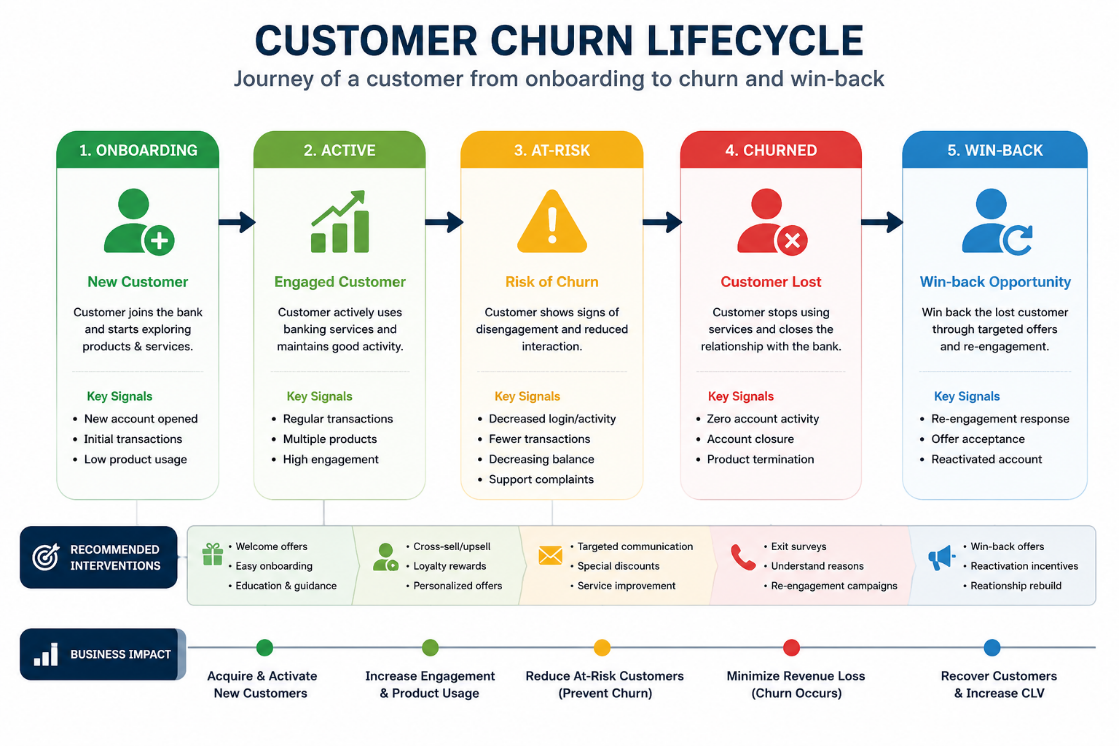 CUSTOMER CHURN LIFECYCLE
Journey of a customer from onboarding to churn and win-back
1. ONBOARDING
New Customer
Customer joins the bank
and starts exploring
products & services.
Key Signals
• New account opened
• Initial transactions
• Low product usage
2. ACTIVE
Engaged Customer
Customer actively uses
banking services and
maintains good activity.
Key Signals
• Regular transactions
• Multiple products
• High engagement
3. AT-RISK
Risk of Churn
Customer shows signs of
disengagement and reduced
interaction.
Key Signals
• Decreased login/activity
• Fewer transactions
• Decreasing balance
• Support complaints
4. CHURNED
Customer Lost
Customer stops using
services and closes the
relationship with the bank.
Key Signals
• Zero account activity
• Account closure
• Product termination
5. WIN-BACK
Win-back Opportunity
Win back the lost customer
through targeted offers
and re-engagement.
Key Signals
• Re-engagement response
• Offer acceptance
• Reactivated account
RECOMMENDED
INTERVENTIONS
• Welcome offers
• Easy onboarding
• Education & guidance
• Cross-sell/upsell
• Loyalty rewards
• Personalized offers
• Targeted communication
• Special discounts
• Service improvement
• Exit surveys
• Understand reasons
• Re-engagement campaigns
• Win-back offers
• Reactivation incentives
• Reationship rebuild
BUSINESS IMPACT
Acquire & Activate
New Customers
Increase Engagement
& Product Usage
Reduce At-Risk Customers
(Prevent Churn)
Minimize Revenue Loss
(Churn Occurs)
Recover Customers
& Increase CLV